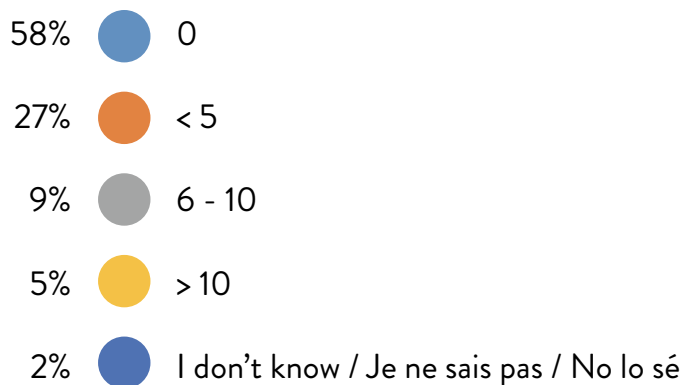 58% 0
27% < 5
9% 6 - 10
5% > 10
2% I don't know / Je ne sais pas / No lo sé